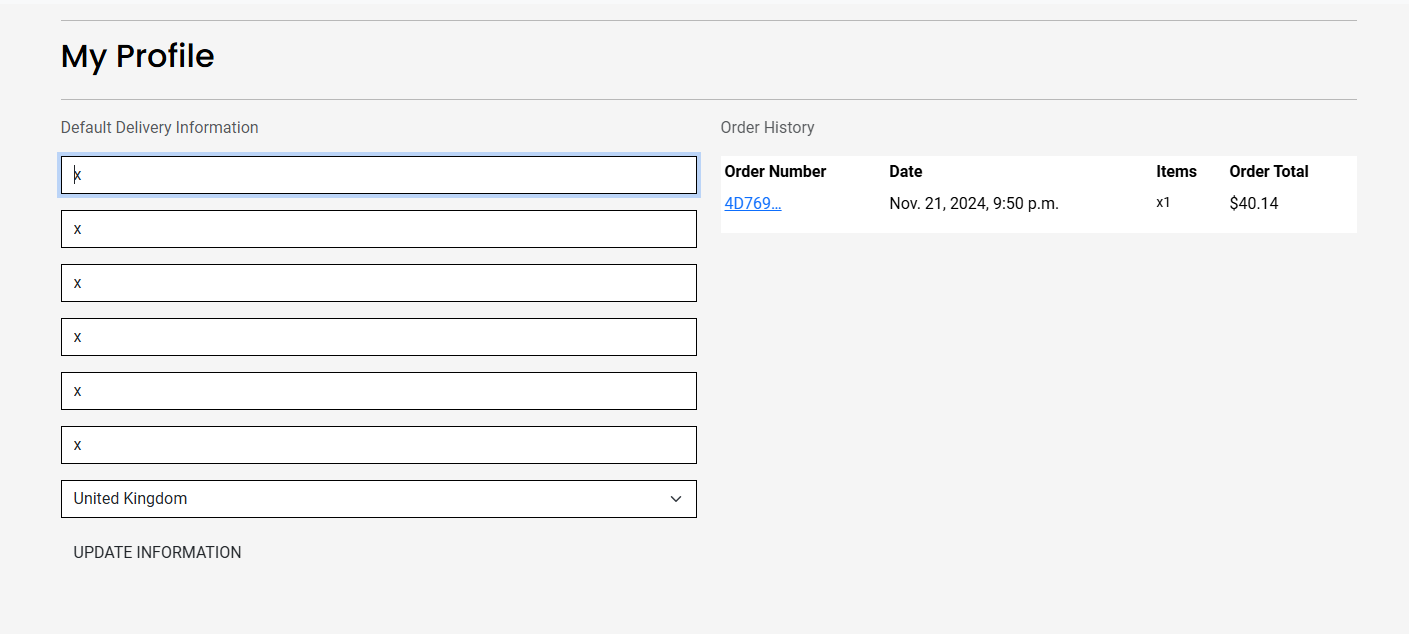 My Profile
Default Delivery Information
x
x
x
x
x
x
United Kingdom
UPDATE INFORMATION
Order History
Order Number Date Items Order Total
4D769... Nov. 21, 2024, 9:50 p.m. x1 $40.14